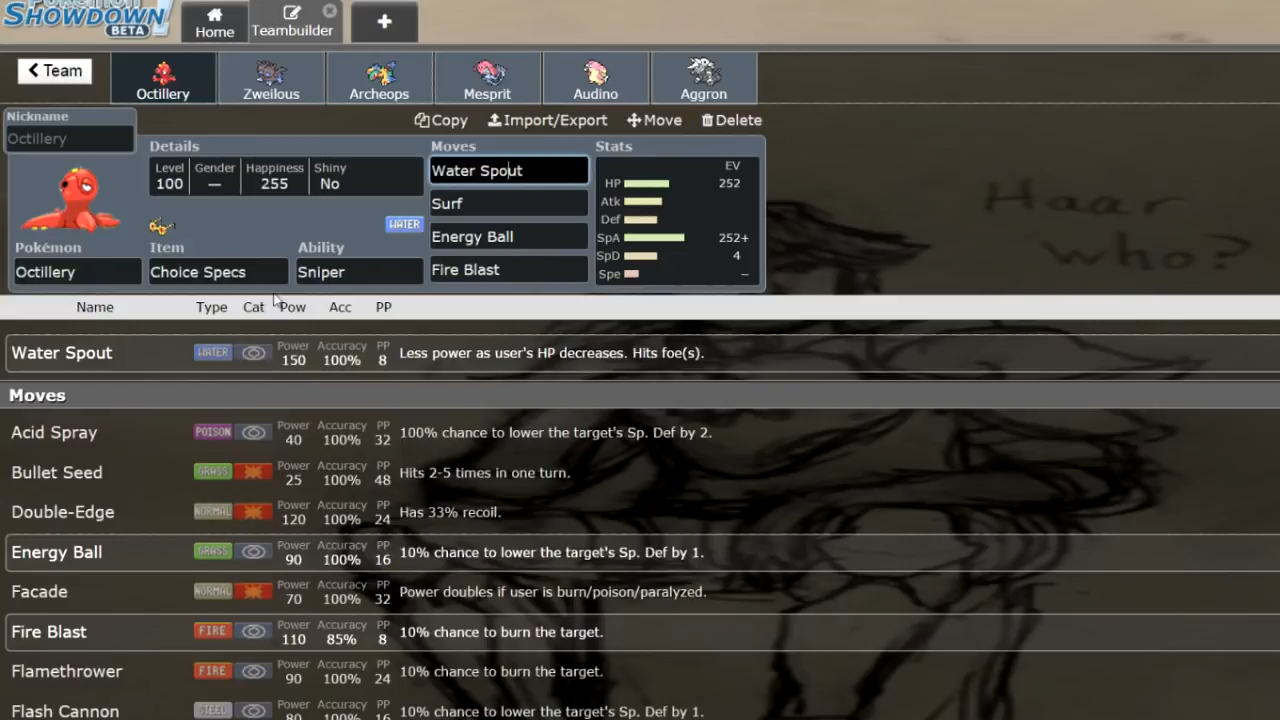 Pokémon
SHOWDOWN!
BETA
Home
Teambuilder
+
< Team
Octillery
Zweilous
Archeops
Mesprit
Audino
Aggron
Copy
Import/Export
Move
Delete
Nickname
Octillery
Details
Level
100
Gender
—
Happiness
255
Shiny
No
WATER
Pokémon
Octillery
Item
Choice Specs
Ability
Sniper
Moves
Water Spout
Surf
Energy Ball
Fire Blast
Stats
EV
HP 252
Atk
Def
SpA 252+
SpD 4
Spe –
Haar
who?
Name Type Cat Pow Acc PP
Water Spout WATER Power 150 Accuracy 100% PP 8 Less power as user's HP decreases. Hits foe(s).
Moves
Acid Spray POISON Power 40 Accuracy 100% PP 32 100% chance to lower the target's Sp. Def by 2.
Bullet Seed GRASS Power 25 Accuracy 100% PP 48 Hits 2-5 times in one turn.
Double-Edge NORMAL Power 120 Accuracy 100% PP 24 Has 33% recoil.
Energy Ball GRASS Power 90 Accuracy 100% PP 16 10% chance to lower the target's Sp. Def by 1.
Facade NORMAL Power 70 Accuracy 100% PP 32 Power doubles if user is burn/poison/paralyzed.
Fire Blast FIRE Power 110 Accuracy 85% PP 8 10% chance to burn the target.
Flamethrower FIRE Power 90 Accuracy 100% PP 24 10% chance to burn the target.
Flash Cannon STEEL Power 80 Accuracy 100% PP 16 10% chance to lower the target's Sp. Def by 1.